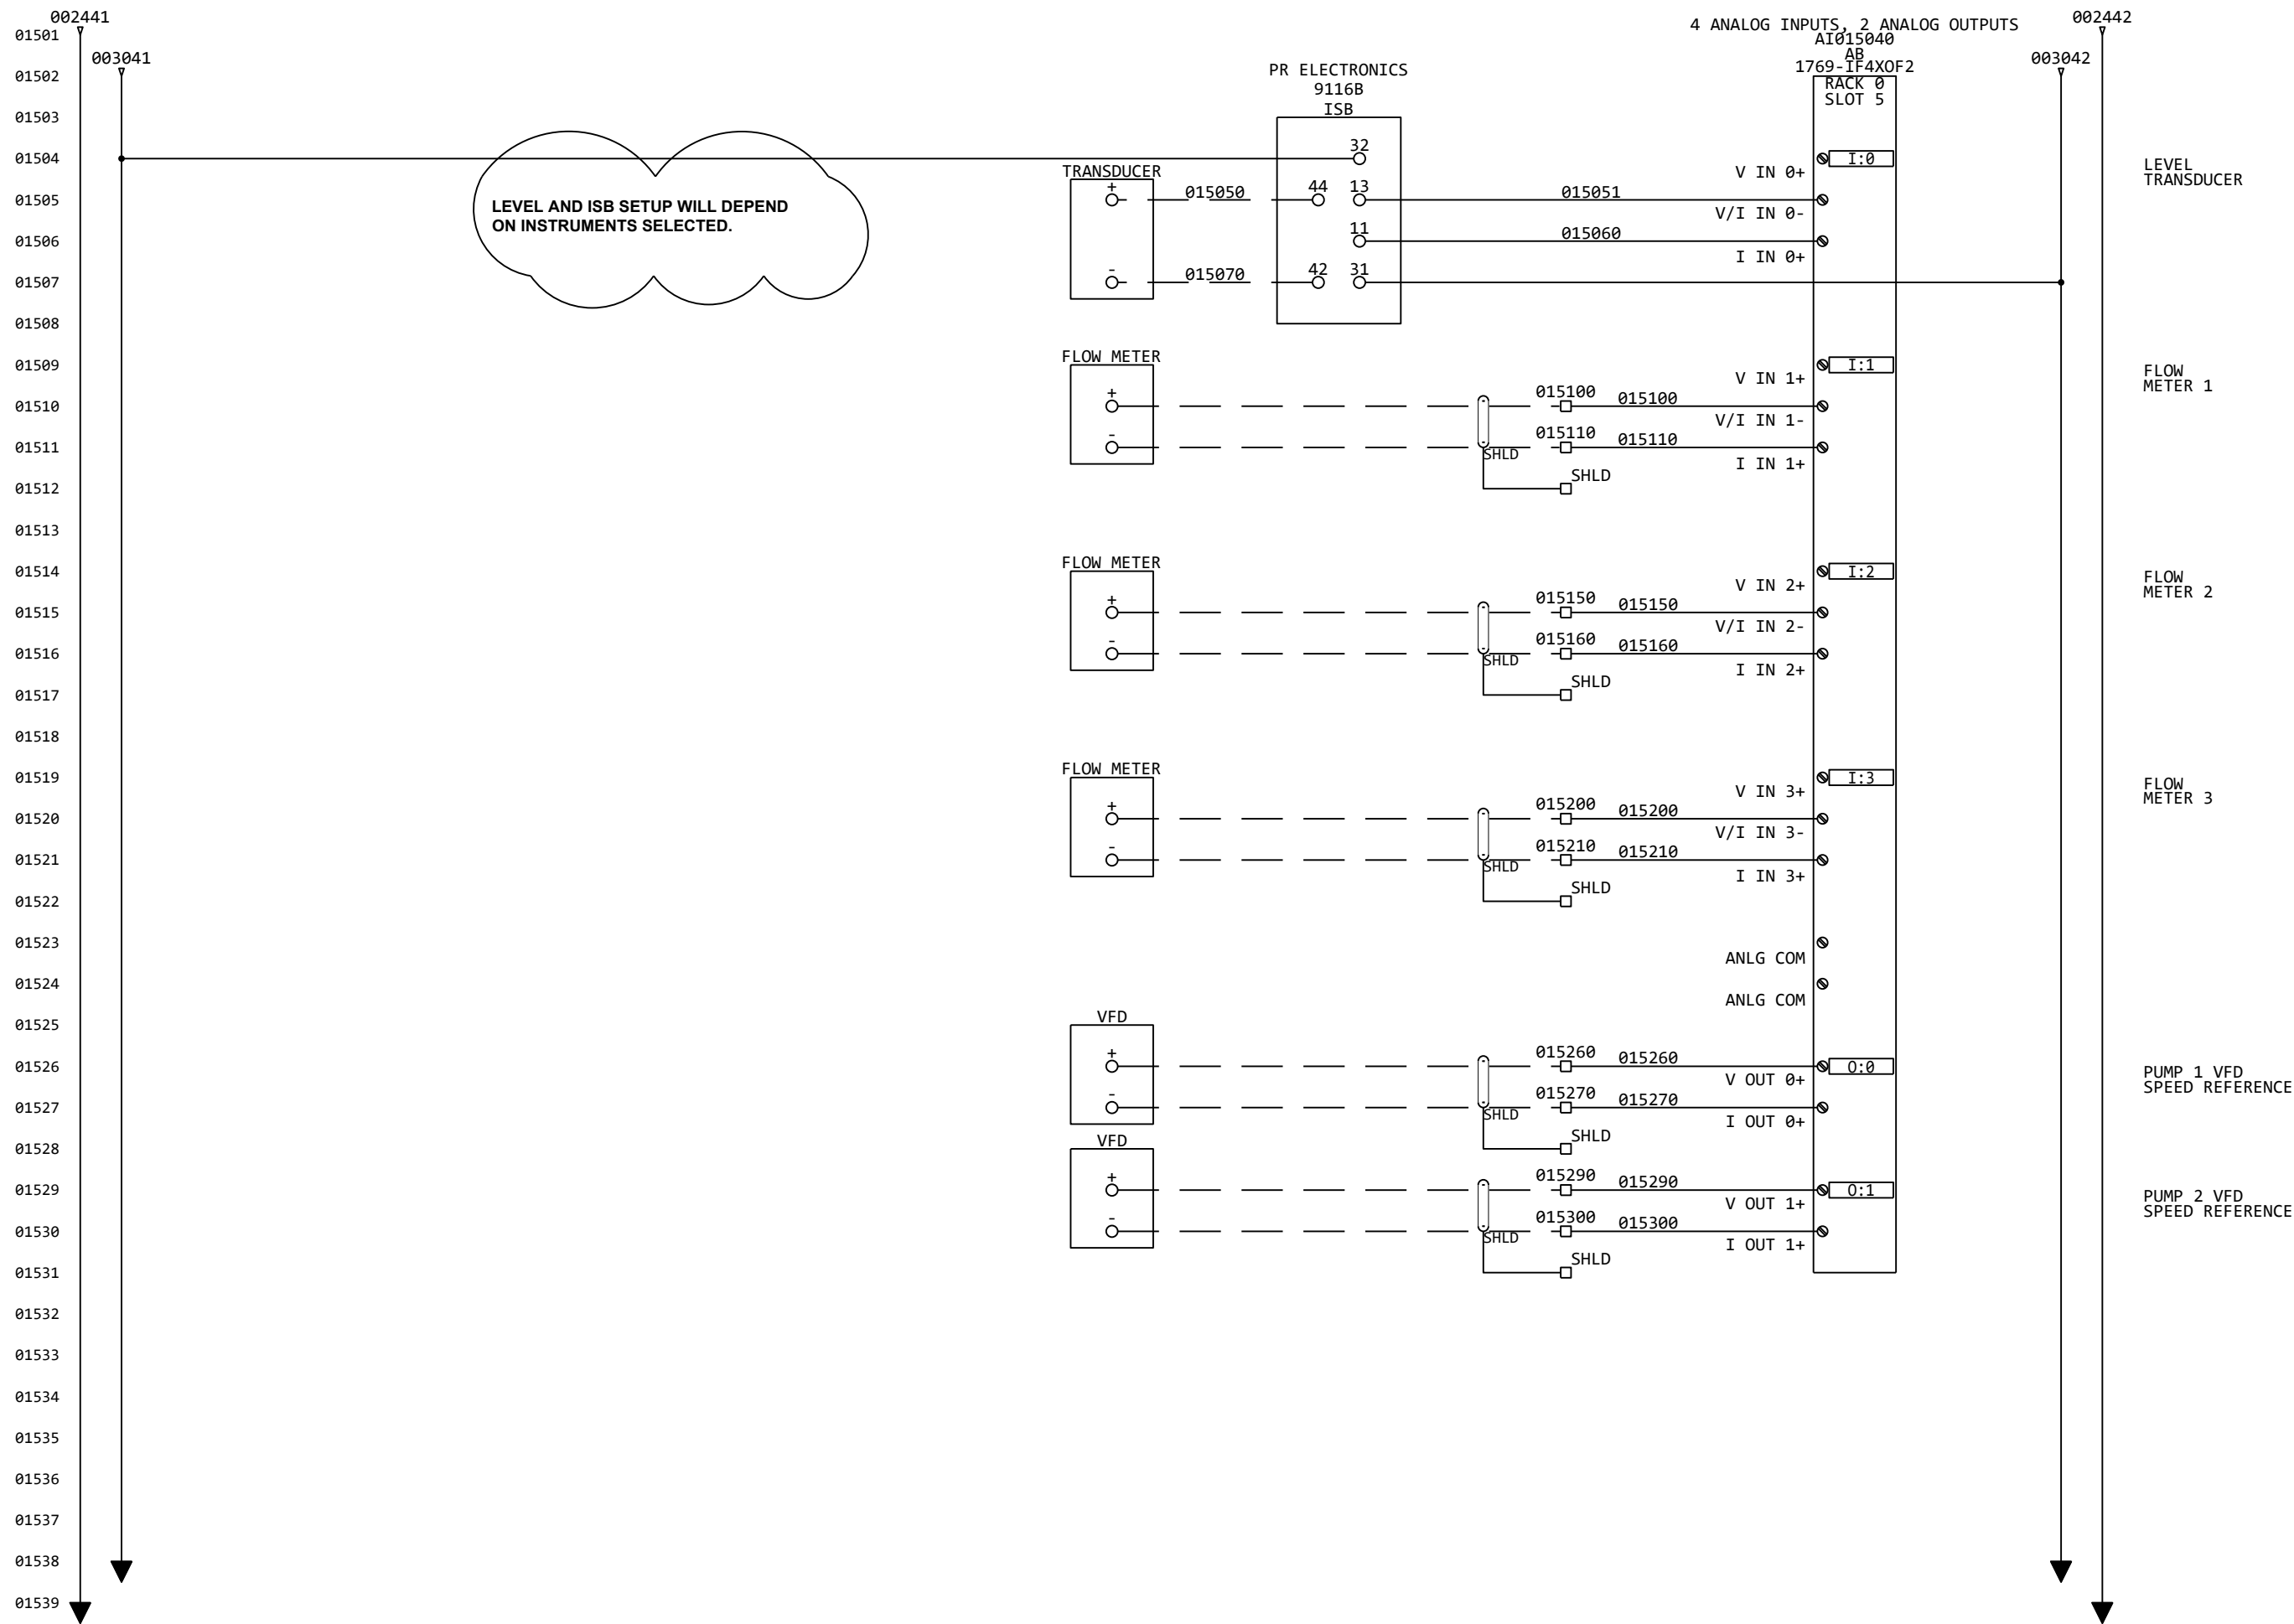 002441
002442
4 ANALOG INPUTS, 2 ANALOG OUTPUTS
01501
AI015040
AB
003041
003042
1769-IF4XOF2
01502
PR ELECTRONICS
RACK 0
9116B
SLOT 5
ISB
01503
32
01504
I:0
TRANSDUCER
V IN 0+
LEVEL
TRANSDUCER
+
015050
44
13
015051
01505
LEVEL AND ISB SETUP WILL DEPEND
ON INSTRUMENTS SELECTED.
V/I IN 0-
11
015060
01506
I IN 0+
-
015070
42
31
01507
01508
FLOW METER
01509
I:1
FLOW
METER 1
V IN 1+
+
015100
015100
01510
V/I IN 1-
-
015110
015110
01511
SHLD
I IN 1+
SHLD
01512
01513
FLOW METER
01514
I:2
FLOW
METER 2
V IN 2+
+
015150
015150
01515
V/I IN 2-
-
015160
015160
01516
SHLD
I IN 2+
SHLD
01517
01518
FLOW METER
01519
I:3
FLOW
METER 3
V IN 3+
+
015200
015200
01520
V/I IN 3-
-
015210
015210
01521
SHLD
I IN 3+
SHLD
01522
01523
ANLG COM
01524
ANLG COM
VFD
01525
+
015260
015260
01526
O:0
PUMP 1 VFD
SPEED REFERENCE
V OUT 0+
-
015270
015270
01527
SHLD
I OUT 0+
VFD
SHLD
01528
+
015290
015290
01529
O:1
PUMP 2 VFD
SPEED REFERENCE
V OUT 1+
-
015300
015300
01530
SHLD
I OUT 1+
SHLD
01531
01532
01533
01534
01535
01536
01537
01538
01539